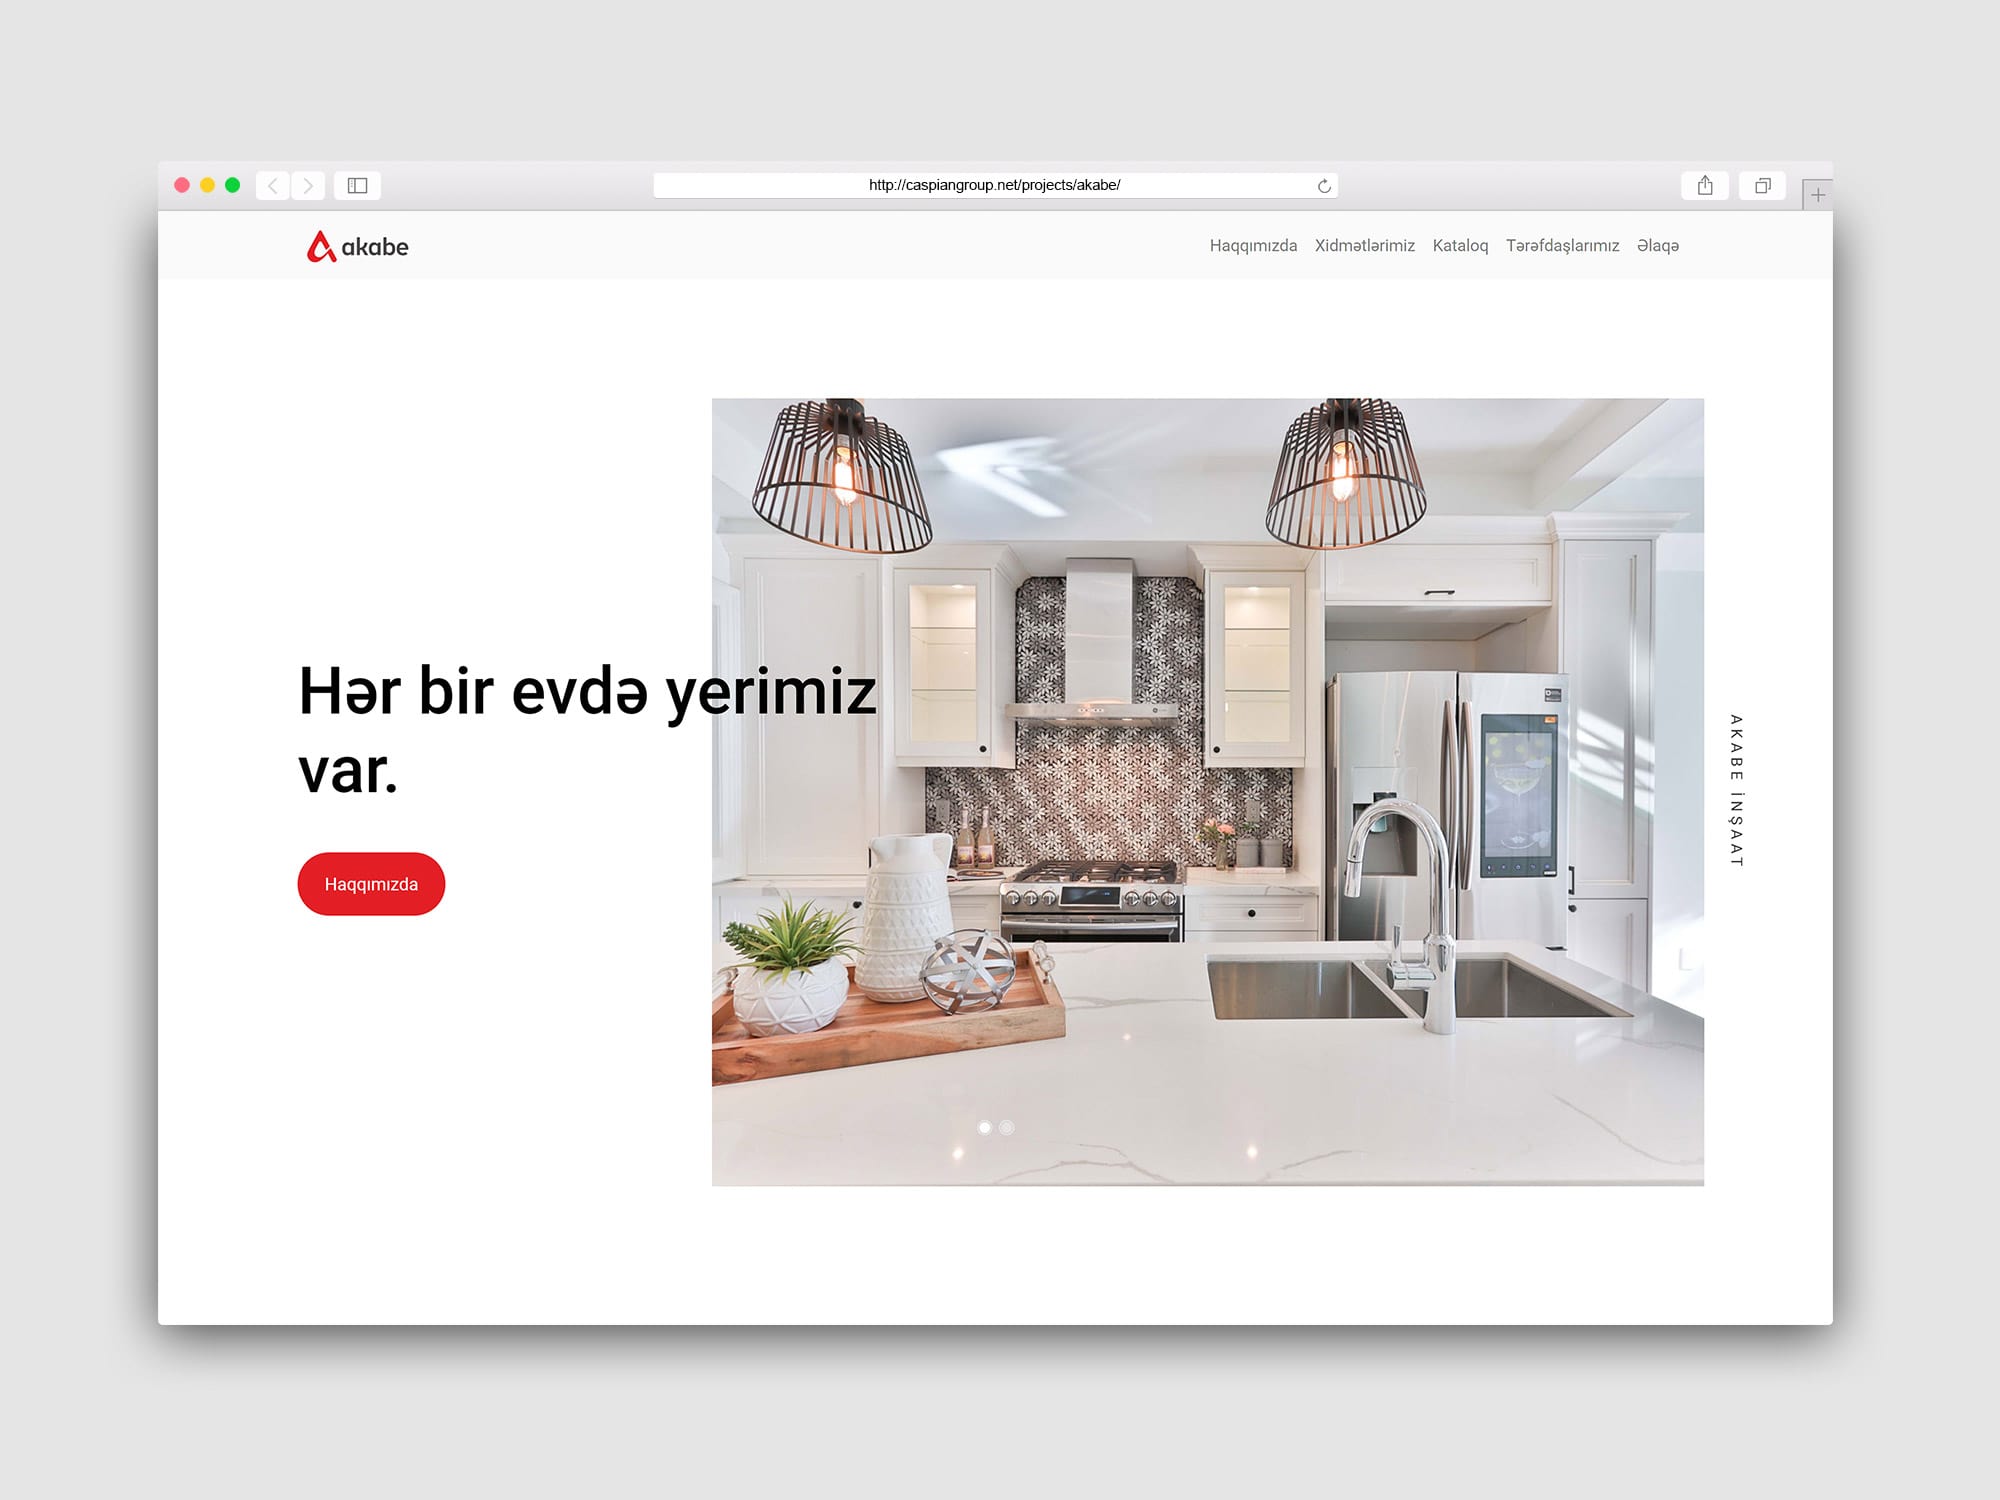 http://caspiangroup.net/projects/akabe/
akabe
Haqqımızda Xidmətlərimiz Kataloq Tərəfdaşlarımız Əlaqə
Hər bir evdə yerimiz
var.
Haqqımızda
AKABE İNŞAAT